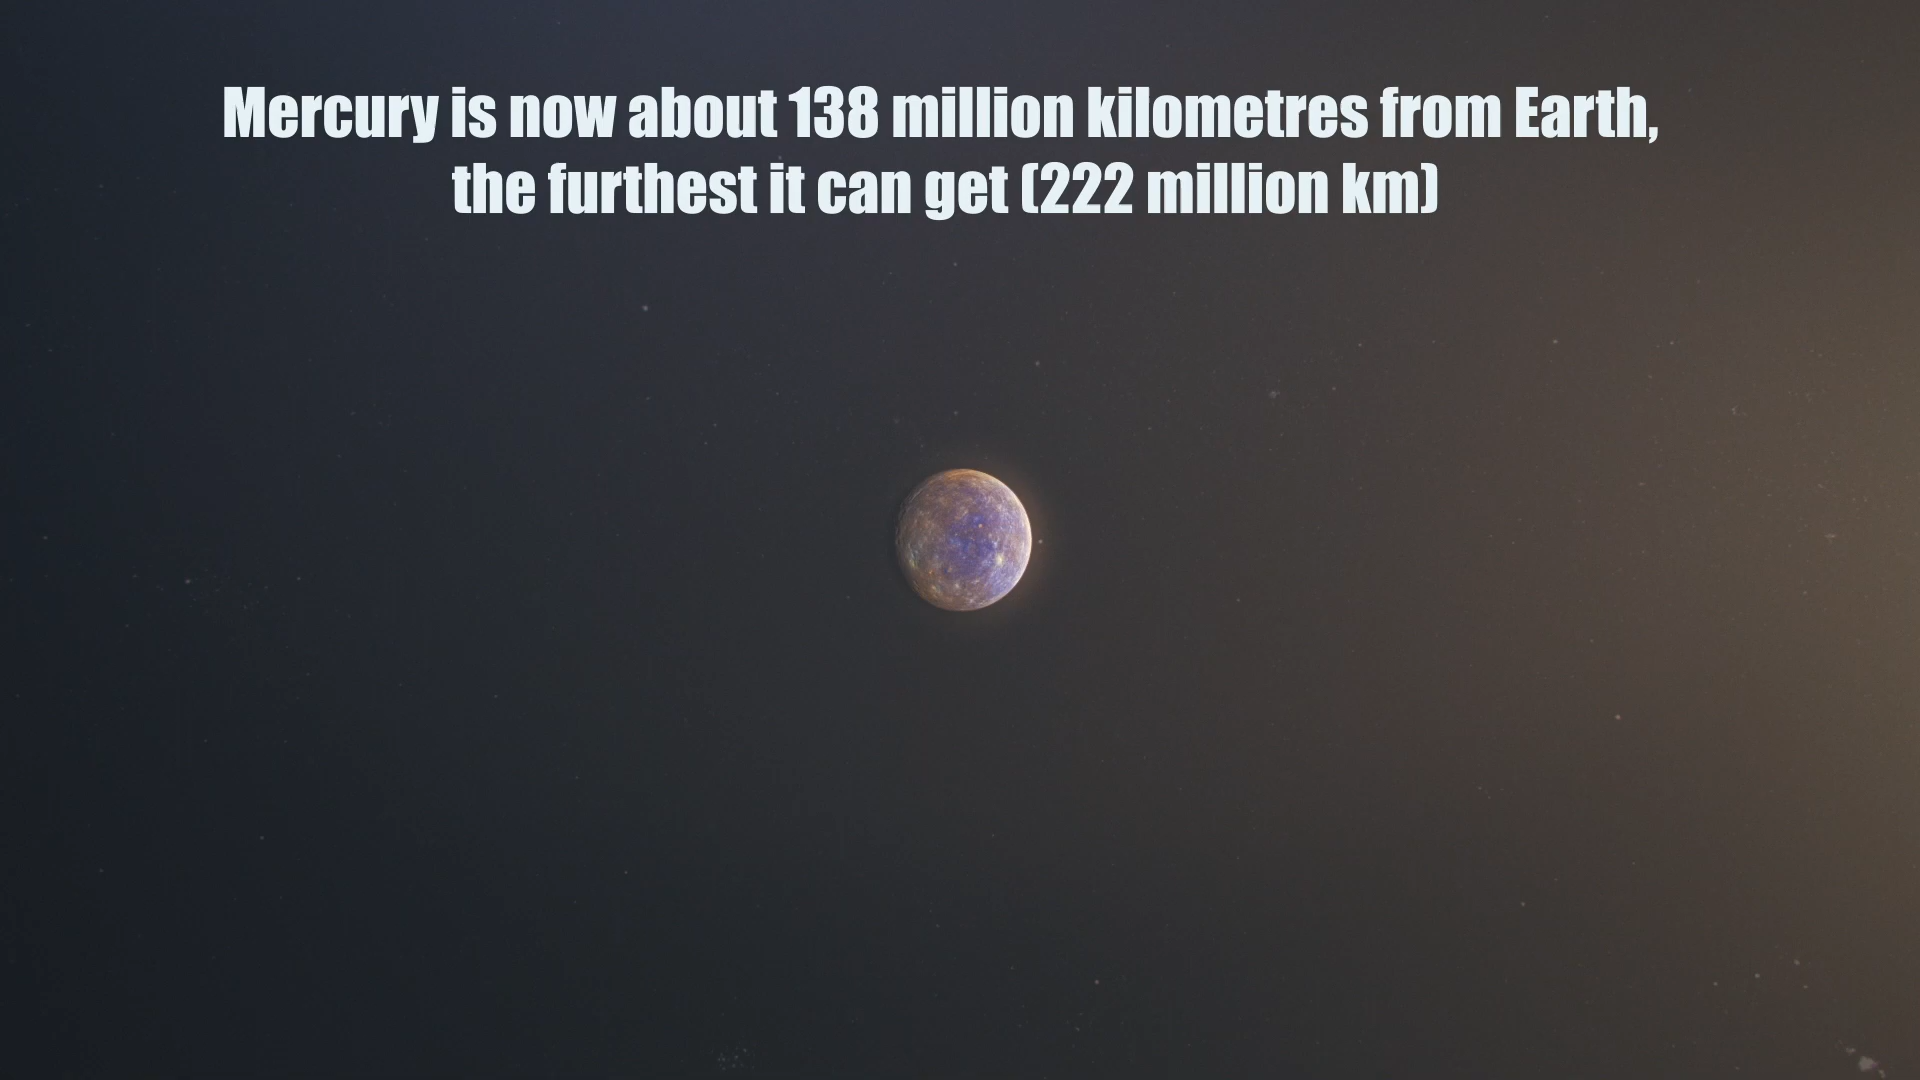 Mercury is now about 138 million kilometres from Earth,
the furthest it can get (222 million km)